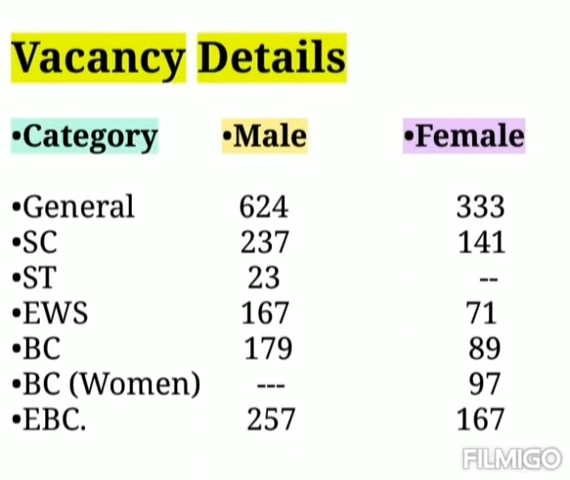 Vacancy Details
•Category •Male •Female
•General 624 333
•SC 237 141
•ST 23 --
•EWS 167 71
•BC 179 89
•BC (Women) --- 97
•EBC. 257 167
FILMIGO